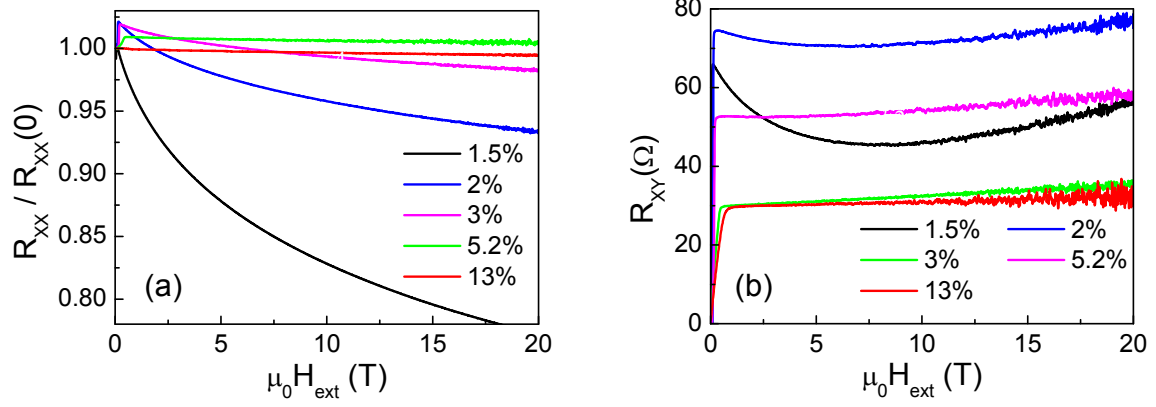 1.00
0.95
0.90
0.85
0.80
R_XX / R_XX(0)
1.5%
2%
3%
5.2%
13%
(a)
0 5 10 15 20
μ₀H_ext (T)
80
60
40
20
0
R_XY(Ω)
1.5% 2%
3% 5.2%
13%
(b)
0 5 10 15 20
μ₀H_ext (T)